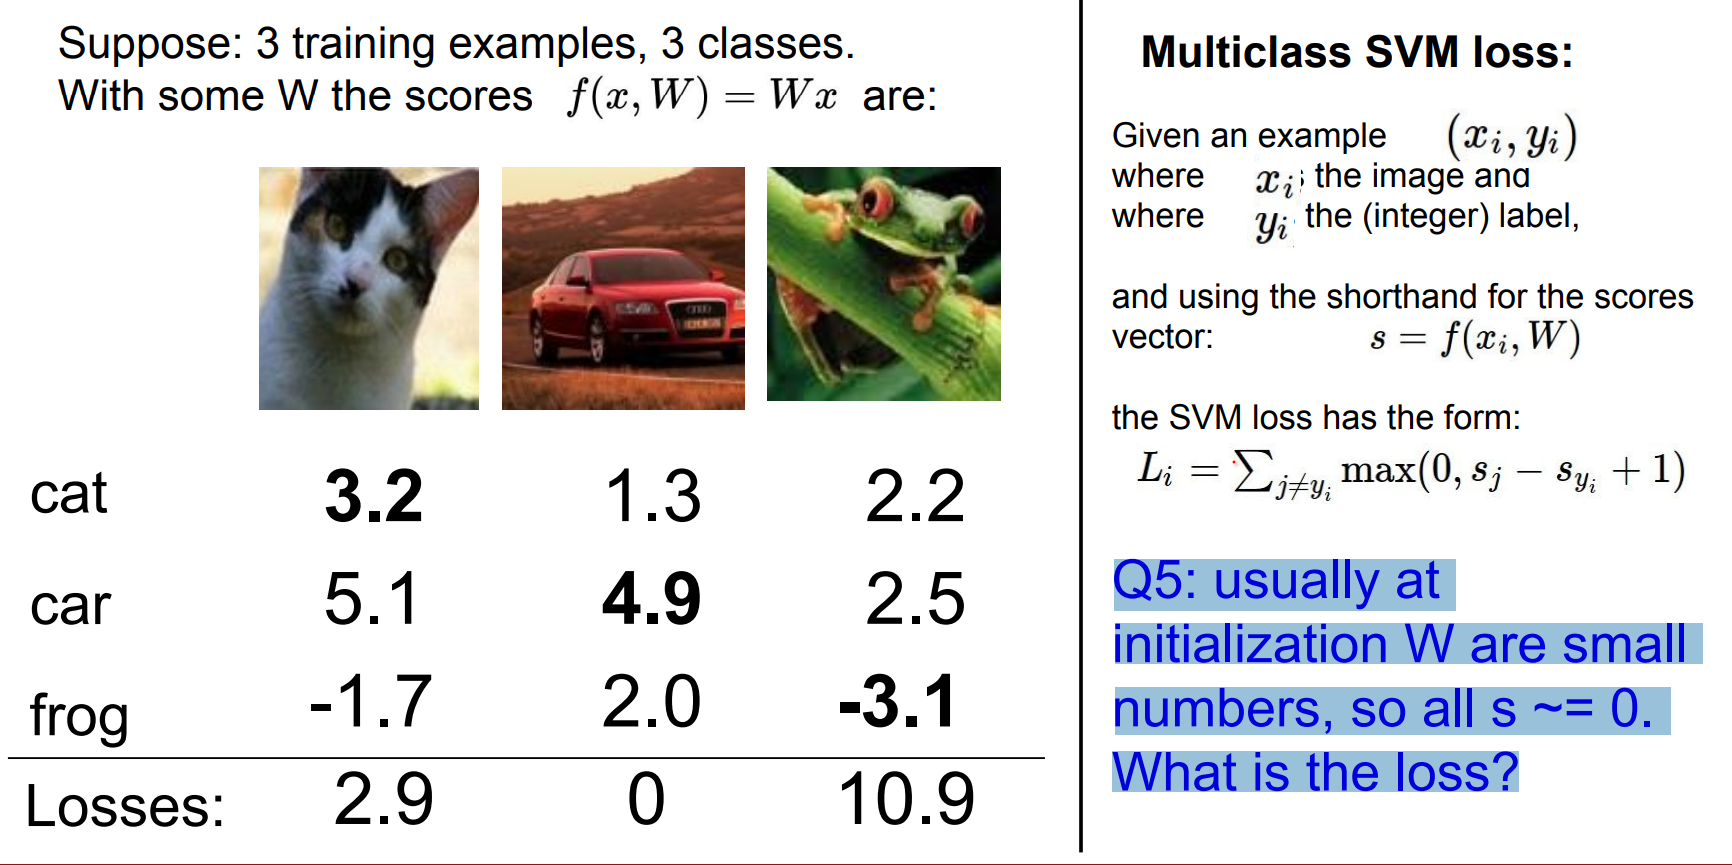 Suppose: 3 training examples, 3 classes.
With some W the scores f(x, W) = Wx are:
cat 3.2 1.3 2.2
car 5.1 4.9 2.5
frog -1.7 2.0 -3.1
Losses: 2.9 0 10.9
Multiclass SVM loss:
Given an example (x_i, y_i)
where x_i the image and
where y_i the (integer) label,
and using the shorthand for the scores
vector: s = f(x_i, W)
the SVM loss has the form:
L_i = ∑_{j≠y_i} max(0, s_j − s_{y_i} + 1)
Q5: usually at
initialization W are small
numbers, so all s ~= 0.
What is the loss?